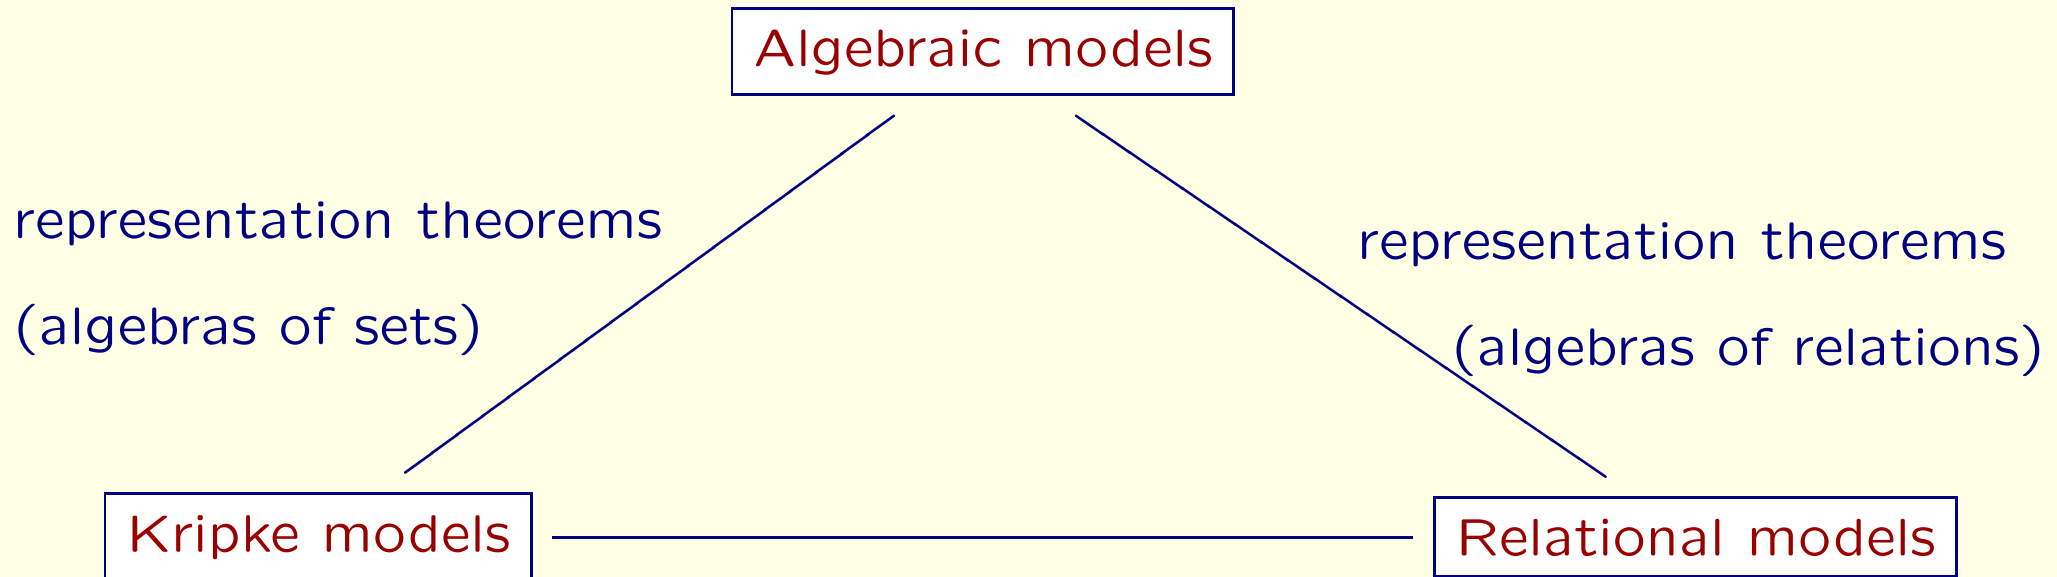 Algebraic models
representation theorems
(algebras of sets)
representation theorems
(algebras of relations)
Kripke models
Relational models